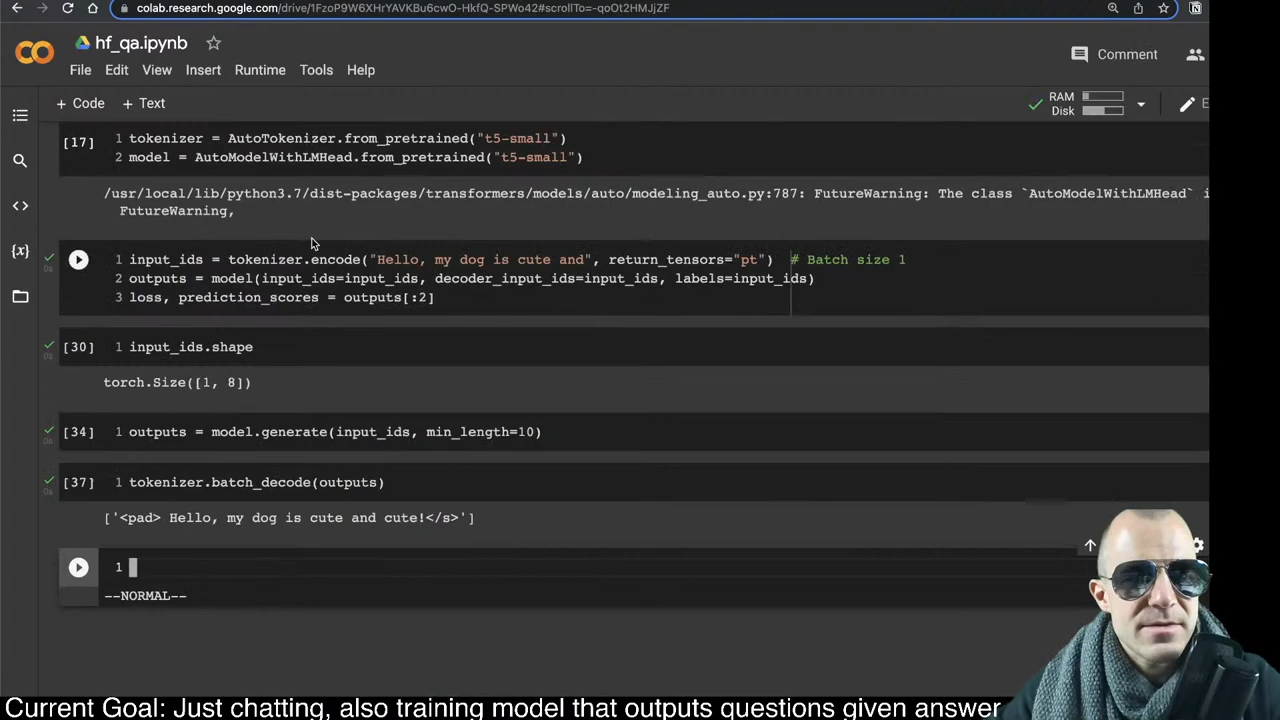 colab.research.google.com/drive/1FzoP9W6XHrYAVKBu6cwO-HkfQ-SPWo42#scrollTo=-qoOt2HMJjZF
hf_qa.ipynb
Comment
File Edit View Insert Runtime Tools Help
+ Code + Text
RAM
Disk
[17] 1 tokenizer = AutoTokenizer.from_pretrained("t5-small")
2 model = AutoModelWithLMHead.from_pretrained("t5-small")
/usr/local/lib/python3.7/dist-packages/transformers/models/auto/modeling_auto.py:787: FutureWarning: The class `AutoModelWithLMHead` i
FutureWarning,
1 input_ids = tokenizer.encode("Hello, my dog is cute and", return_tensors="pt") # Batch size 1
2 outputs = model(input_ids=input_ids, decoder_input_ids=input_ids, labels=input_ids)
3 loss, prediction_scores = outputs[:2]
[30] 1 input_ids.shape
torch.Size([1, 8])
[34] 1 outputs = model.generate(input_ids, min_length=10)
[37] 1 tokenizer.batch_decode(outputs)
['<pad> Hello, my dog is cute and cute!</s>']
1
--NORMAL--
Current Goal: Just chatting, also training model that outputs questions given answer